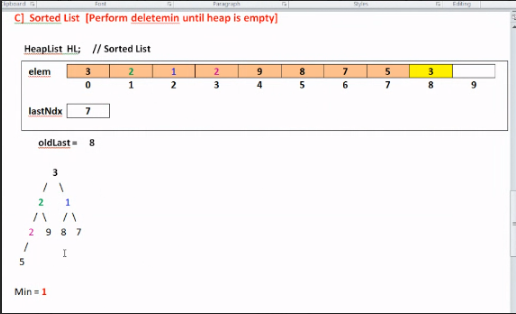 Clipboard Font Paragraph Styles Editing
C] Sorted List [Perform deletemin until heap is empty]
HeapList HL; // Sorted List
elem 3 2 1 2 9 8 7 5 3
0 1 2 3 4 5 6 7 8 9
lastNdx 7
oldLast = 8
3
/ \
2 1
/ \ / \
2 9 8 7
/
5
Min = 1